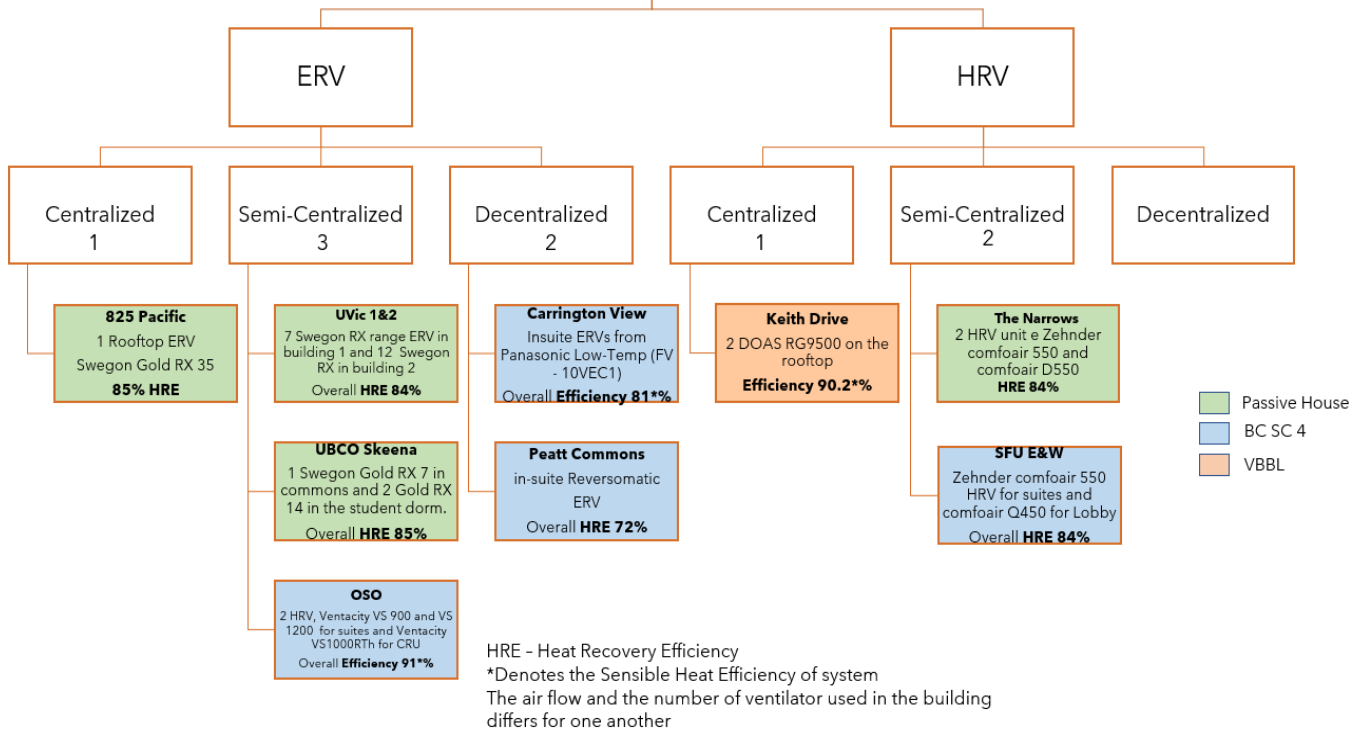 ERV
HRV
Centralized
1
Semi-Centralized
3
Decentralized
2
Centralized
1
Semi-Centralized
2
Decentralized
825 Pacific
1 Rooftop ERV
Swegon Gold RX 35
85% HRE
UVic 1&2
7 Swegon RX range ERV in
building 1 and 12 Swegon
RX in building 2
Overall HRE 84%
Carrington View
Insuite ERVs from
Panasonic Low-Temp (FV
- 10VEC1)
Overall Efficiency 81*%
Keith Drive
2 DOAS RG9500 on the
rooftop
Efficiency 90.2*%
The Narrows
2 HRV unit e Zehnder
comfoair 550 and
comfoair D550
HRE 84%
Passive House
BC SC 4
VBBL
UBCO Skeena
1 Swegon Gold RX 7 in
commons and 2 Gold RX
14 in the student dorm.
Overall HRE 85%
Peatt Commons
in-suite Reversomatic
ERV
Overall HRE 72%
SFU E&W
Zehnder comfoair 550
HRV for suites and
comfoair Q450 for Lobby
Overall HRE 84%
OSO
2 HRV, Ventacity VS 900 and VS
1200 for suites and Ventacity
VS1000RTh for CRU
Overall Efficiency 91*%
HRE – Heat Recovery Efficiency
*Denotes the Sensible Heat Efficiency of system
The air flow and the number of ventilator used in the building
differs for one another